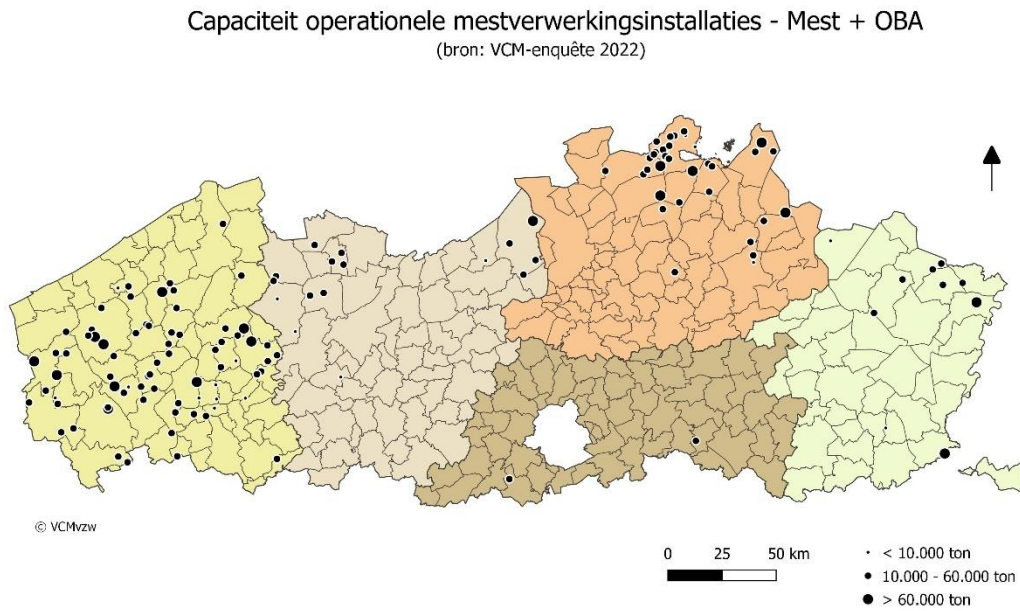 Capaciteit operationele mestverwerkingsinstallaties - Mest + OBA
(bron: VCM-enquête 2022)
© VCMvzw
0 25 50 km
< 10.000 ton
10.000 - 60.000 ton
> 60.000 ton